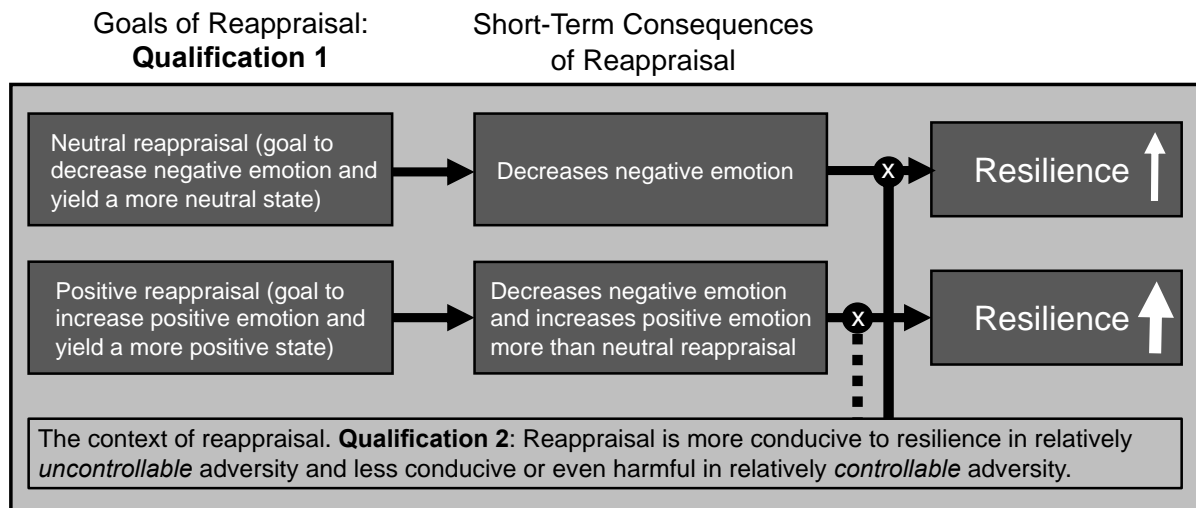 Goals of Reappraisal:
Qualification 1
Short-Term Consequences
of Reappraisal
Neutral reappraisal (goal to
decrease negative emotion and
yield a more neutral state)
Decreases negative emotion
x
Resilience
Positive reappraisal (goal to
increase positive emotion and
yield a more positive state)
Decreases negative emotion
and increases positive emotion
more than neutral reappraisal
x
Resilience
The context of reappraisal. Qualification 2: Reappraisal is more conducive to resilience in relatively
uncontrollable adversity and less conducive or even harmful in relatively controllable adversity.